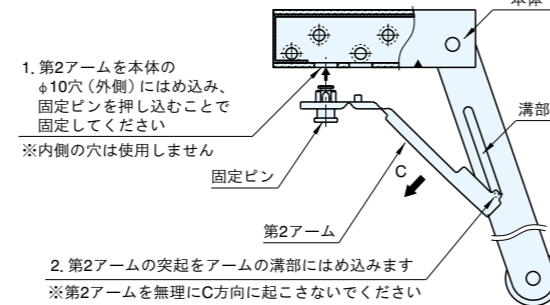 本体
1. 第2アームを本体の
φ10穴（外側）にはめ込み、
固定ピンを押し込むことで
固定してください
※内側の穴は使用しません
溝部
固定ピン
C
第2アーム
2. 第2アームの突起をアームの溝部にはめ込みます
※第2アームを無理にC方向に起こさないでください